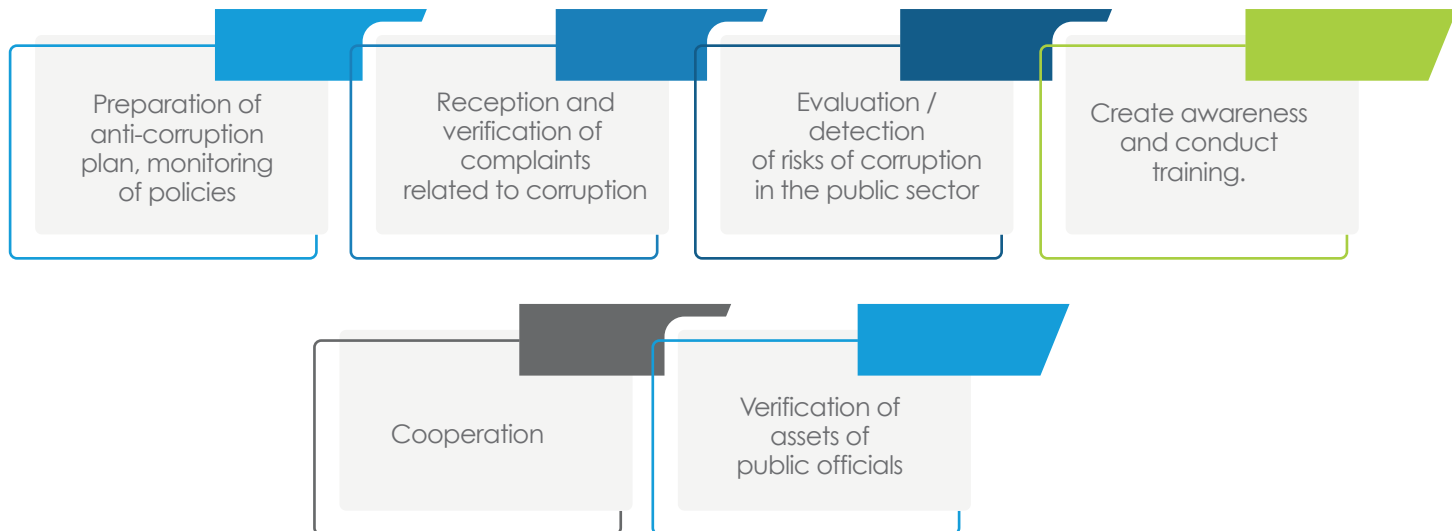 Preparation of
anti-corruption
plan, monitoring
of policies
Reception and
verification of
complaints
related to corruption
Evaluation /
detection
of risks of corruption
in the public sector
Create awareness
and conduct
training.
Cooperation
Verification of
assets of
public officials